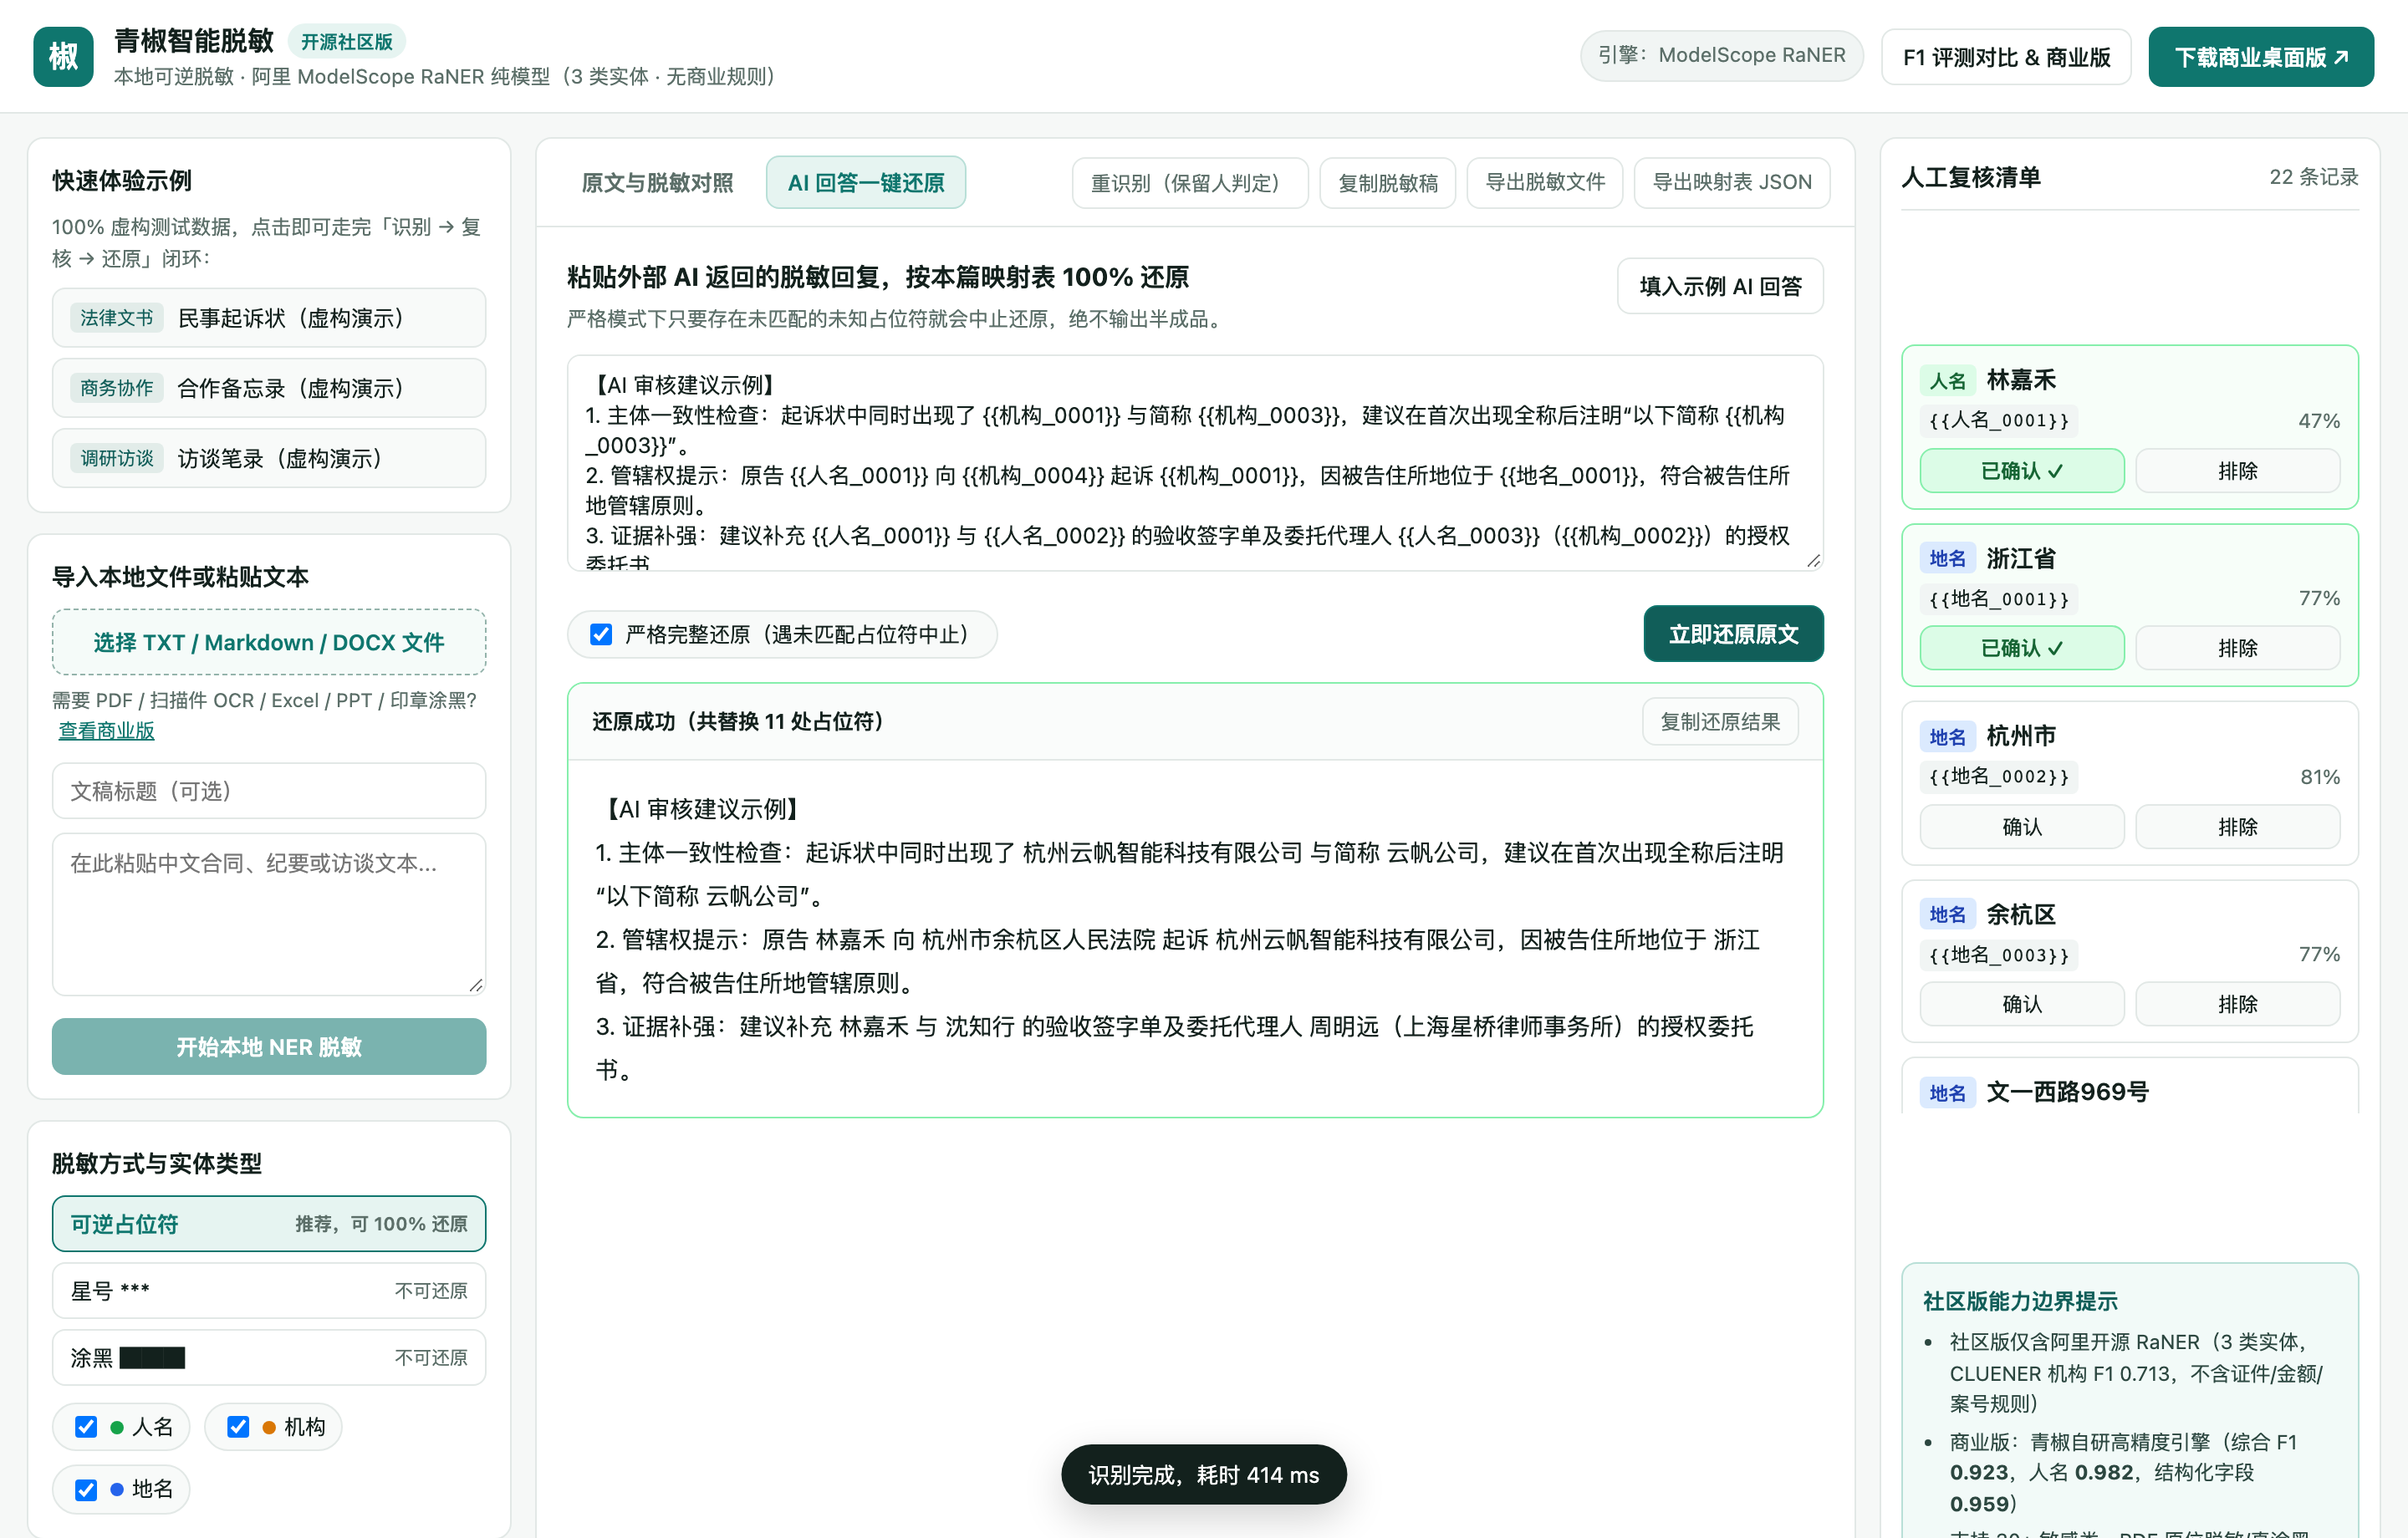 椒
青椒智能脱敏 开源社区版
本地可逆脱敏 · 阿里 ModelScope RaNER 纯模型（3 类实体 · 无商业规则）
引擎：ModelScope RaNER
F1 评测对比 & 商业版
下载商业桌面版 ↗
快速体验示例
100% 虚构测试数据，点击即可走完「识别 → 复
核 → 还原」闭环：
法律文书 民事起诉状（虚构演示）
商务协作 合作备忘录（虚构演示）
调研访谈 访谈笔录（虚构演示）
导入本地文件或粘贴文本
选择 TXT / Markdown / DOCX 文件
需要 PDF / 扫描件 OCR / Excel / PPT / 印章涂黑？
查看商业版
文稿标题（可选）
在此粘贴中文合同、纪要或访谈文本...
开始本地 NER 脱敏
脱敏方式与实体类型
可逆占位符 推荐，可 100% 还原
星号 *** 不可还原
涂黑 █████ 不可还原
人名 机构
地名
原文与脱敏对照 AI 回答一键还原 重识别（保留人判定） 复制脱敏稿 导出脱敏文件 导出映射表 JSON
粘贴外部 AI 返回的脱敏回复，按本篇映射表 100% 还原
严格模式下只要存在未匹配的未知占位符就会中止还原，绝不输出半成品。
填入示例 AI 回答
【AI 审核建议示例】
1. 主体一致性检查：起诉状中同时出现了 {{机构_0001}} 与简称 {{机构_0003}}，建议在首次出现全称后注明“以下简称 {{机构
_0003}}”。
2. 管辖权提示：原告 {{人名_0001}} 向 {{机构_0004}} 起诉 {{机构_0001}}，因被告住所地位于 {{地名_0001}}，符合被告住所
地管辖原则。
3. 证据补强：建议补充 {{人名_0001}} 与 {{人名_0002}} 的验收签字单及委托代理人 {{人名_0003}}（{{机构_0002}}）的授权
委托书
严格完整还原（遇未匹配占位符中止）
立即还原原文
还原成功（共替换 11 处占位符）
复制还原结果
【AI 审核建议示例】
1. 主体一致性检查：起诉状中同时出现了 杭州云帆智能科技有限公司 与简称 云帆公司，建议在首次出现全称后注明
“以下简称 云帆公司”。
2. 管辖权提示：原告 林嘉禾 向 杭州市余杭区人民法院 起诉 杭州云帆智能科技有限公司，因被告住所地位于 浙江
省，符合被告住所地管辖原则。
3. 证据补强：建议补充 林嘉禾 与 沈知行 的验收签字单及委托代理人 周明远（上海星桥律师事务所）的授权委托
书。
识别完成，耗时 414 ms
人工复核清单 22 条记录
人名 林嘉禾
{{人名_0001}} 47%
已确认 ✓ 排除
地名 浙江省
{{地名_0001}} 77%
已确认 ✓ 排除
地名 杭州市
{{地名_0002}} 81%
确认 排除
地名 余杭区
{{地名_0003}} 77%
确认 排除
地名 文一西路969号
社区版能力边界提示
• 社区版仅含阿里开源 RaNER（3 类实体，
CLUENER 机构 F1 0.713，不含证件/金额/
案号规则）
• 商业版：青椒自研高精度引擎（综合 F1
0.923，人名 0.982，结构化字段
0.959）